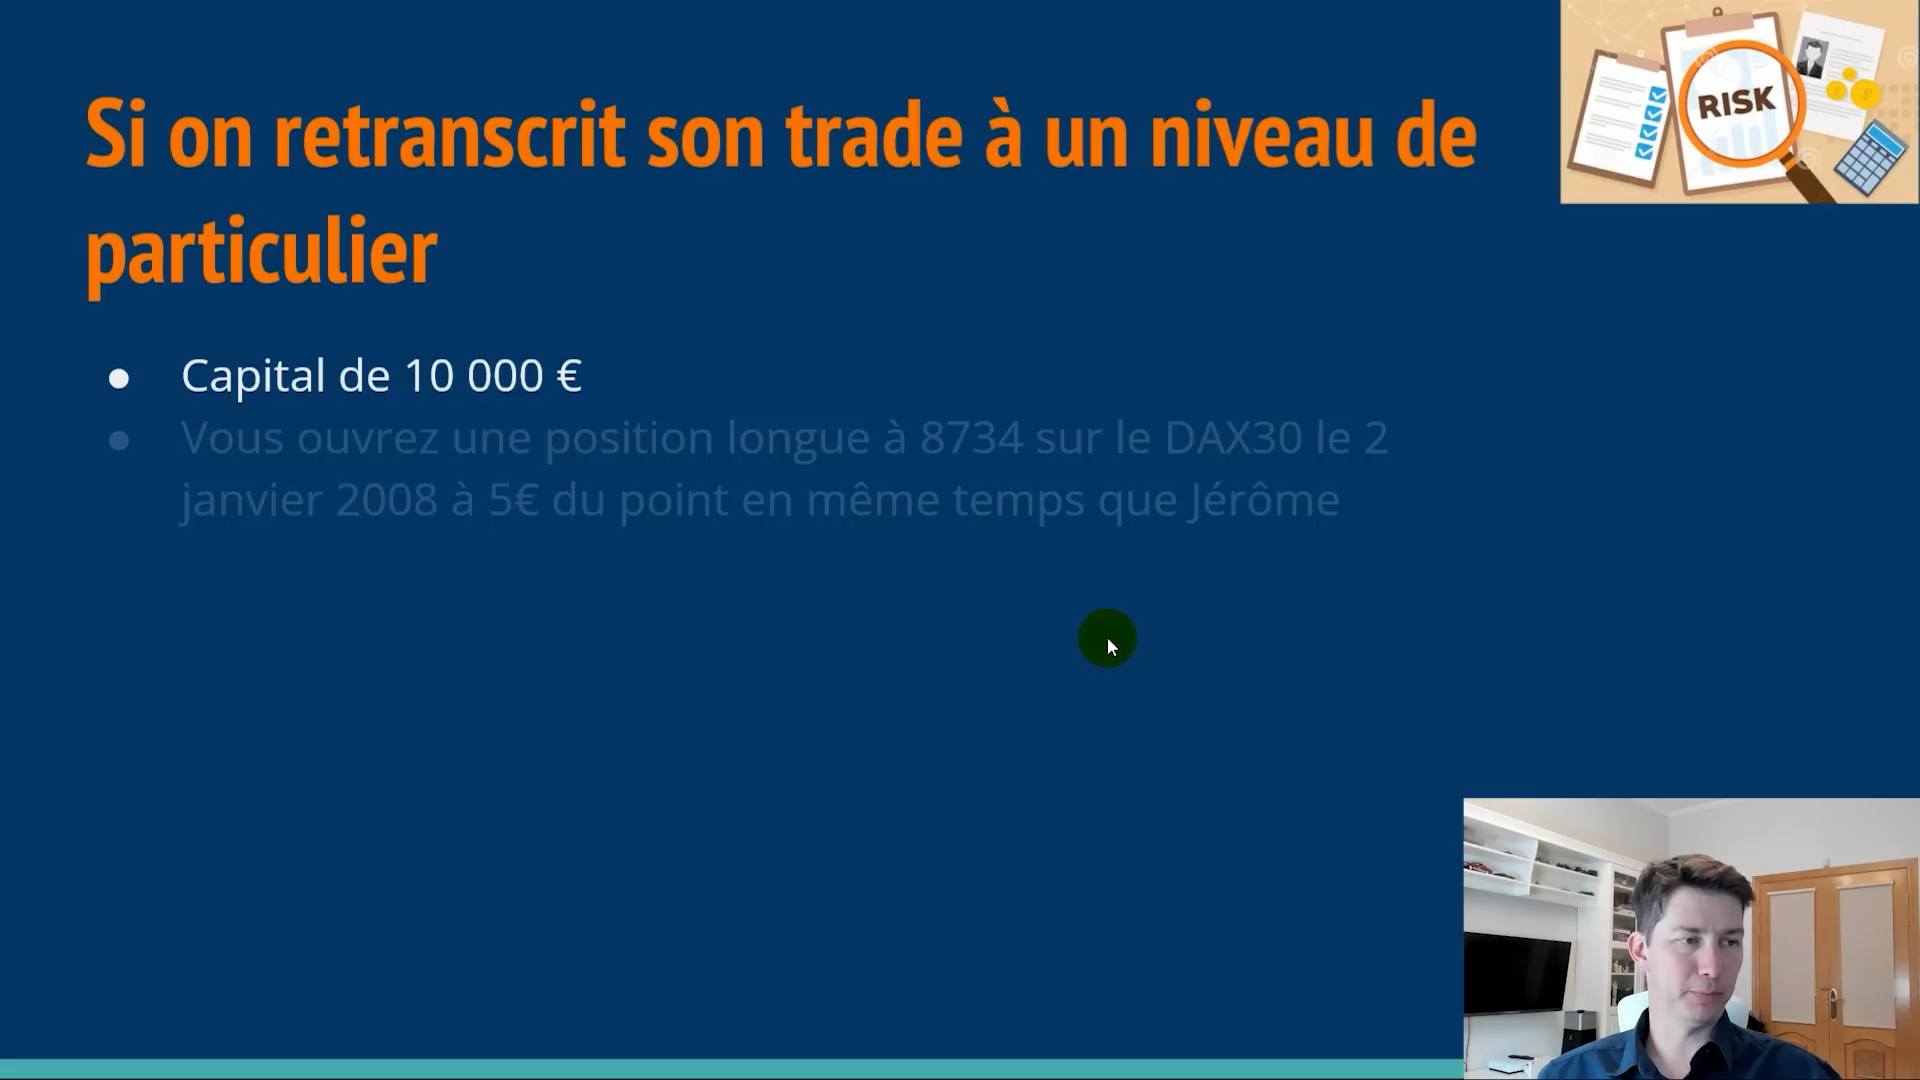 Si on retranscrit son trade à un niveau de
particulier
RISK
● Capital de 10 000 €
● Vous ouvrez une position longue à 8734 sur le DAX30 le 2
janvier 2008 à 5€ du point en même temps que Jérôme